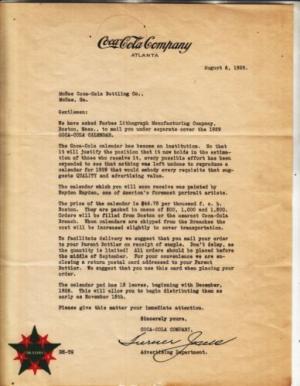 Coca-Cola Company
ATLANTA
August 6, 1928.
McRae Coca-Cola Bottling Co.,
McRae, Ga.
Gentlemen:
We have asked Forbes Lithograph Manufacturing Company,
Boston, Mass., to mail you under separate cover the 1929
COCA-COLA CALENDAR.
The Coca-Cola calendar has become an institution. So that
it will justify the position that it now holds in the estima-
tion of those who receive it, every possible effort has been
expended to see that nothing was left undone to reproduce a
calendar for 1929 that would embody every requisite that sug-
gests QUALITY and advertising value.
The calendar which you will soon receive was painted by
Hayden Hayden, one of America's foremost portrait artists.
The price of the calendar is per thousand f. o. b.
Boston. They are packed in cases of 500, 1,000 and
Orders will be filled from Boston or the nearest Coca-Cola
Branch. When calendars are shipped from the Branches the
cost will be increased slightly to cover transportation.
To facilitate delivery we suggest that you mail your order
to your Parent Bottler on receipt of sample. Don't delay, as
the quantity is limited! All orders should be placed before
the middle of September. For your convenience we are en-
closing a return postal card addressed to your Parent
Bottler. We suggest that you use this card when placing your
order.
The calendar pad has 13 leaves, beginning with December,
1928. This will allow you to begin distributing them as
early as November 15th.
Please give this matter your immediate attention.
Sincerely yours,
COCA-COLA COMPANY,
Turner Jones
Advertising Department.